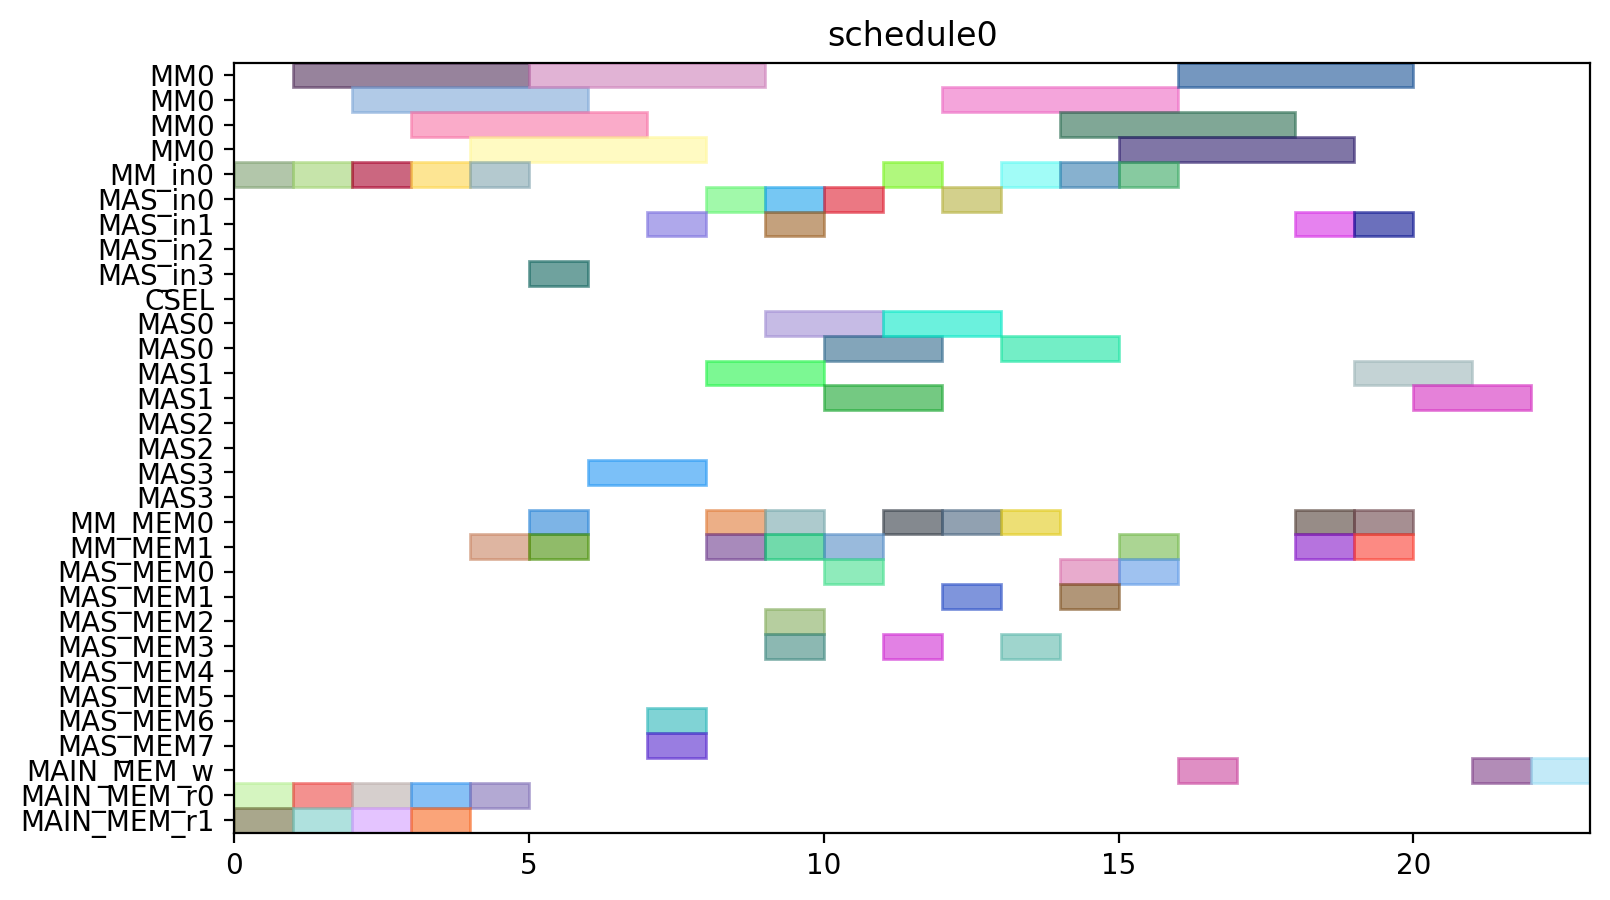 schedule0
MM0
MM0
MM0
MM0
MM_in0
MAS_in0
MAS_in1
MAS_in2
MAS_in3
CSEL
MAS0
MAS0
MAS1
MAS1
MAS2
MAS2
MAS3
MAS3
MM_MEM0
MM_MEM1
MAS_MEM0
MAS_MEM1
MAS_MEM2
MAS_MEM3
MAS_MEM4
MAS_MEM5
MAS_MEM6
MAS_MEM7
MAIN_MEM_w
MAIN_MEM_r0
MAIN_MEM_r1
0 5 10 15 20